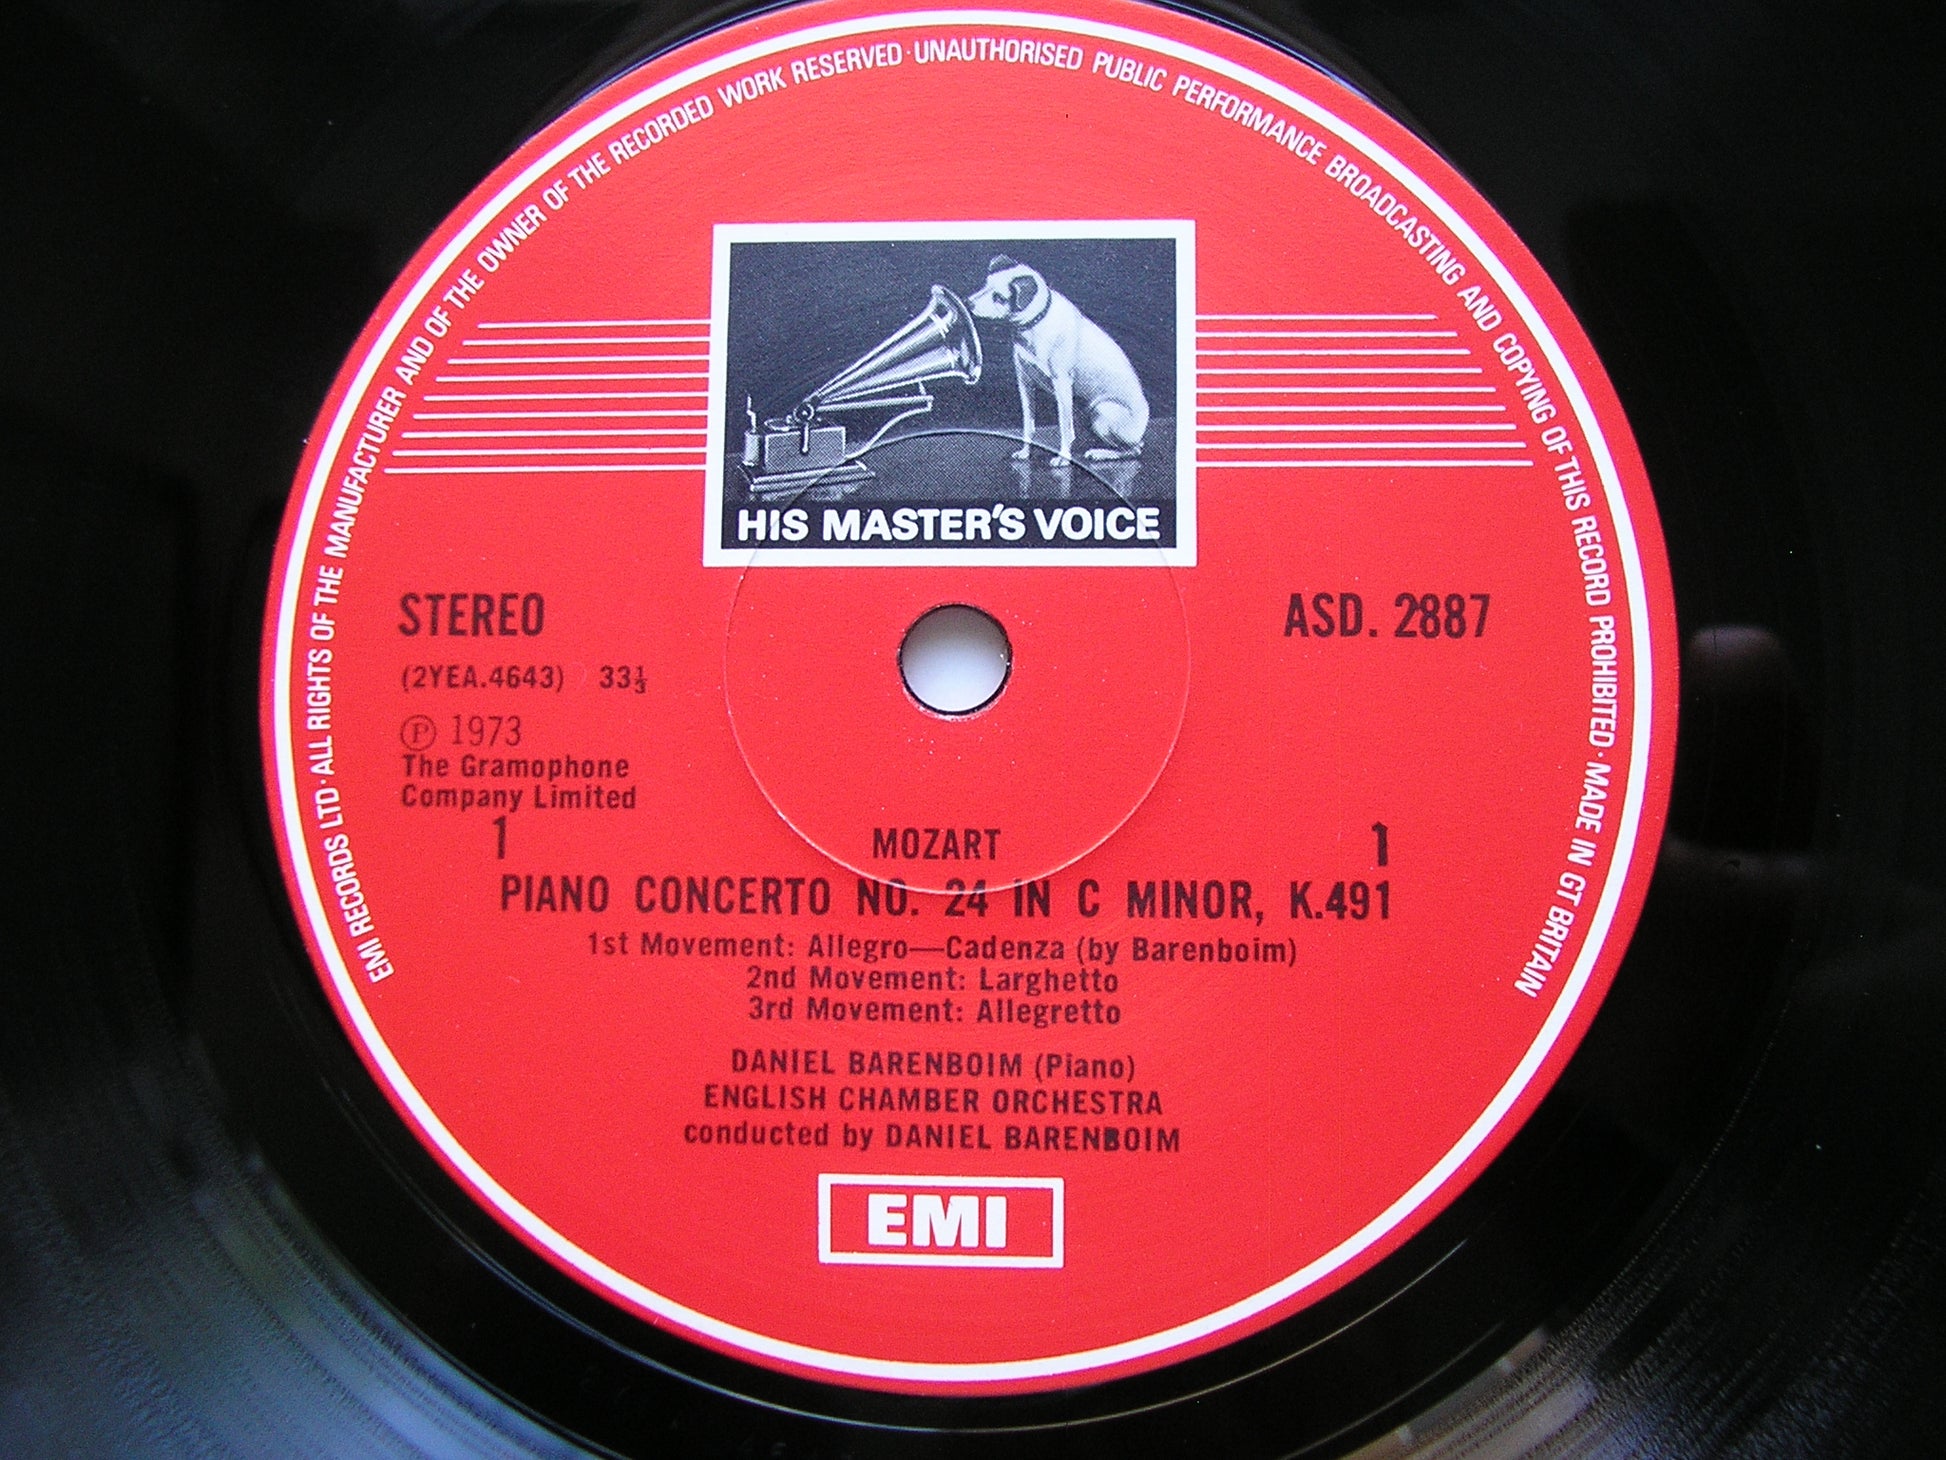 EMI RECORDS LTD · ALL RIGHTS OF THE MANUFACTURER AND OF THE OWNER OF THE RECORDED WORK RESERVED · UNAUTHORISED PUBLIC PERFORMANCE BROADCASTING AND COPYING OF THIS RECORD PROHIBITED · MADE IN GT BRITAIN
HIS MASTER'S VOICE
STEREO
ASD. 2887
(2YEA.4643) 33⅓
Ⓟ 1973
The Gramophone
Company Limited
1 MOZART 1
PIANO CONCERTO NO. 24 IN C MINOR, K.491
1st Movement: Allegro—Cadenza (by Barenboim)
2nd Movement: Larghetto
3rd Movement: Allegretto
DANIEL BARENBOIM (Piano)
ENGLISH CHAMBER ORCHESTRA
conducted by DANIEL BARENBOIM
EMI